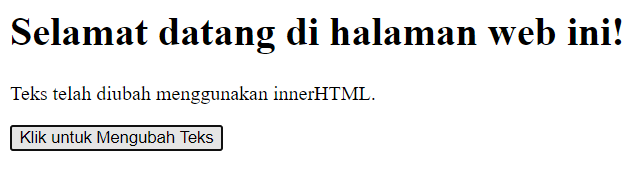 Selamat datang di halaman web ini!
Teks telah diubah menggunakan innerHTML.
Klik untuk Mengubah Teks